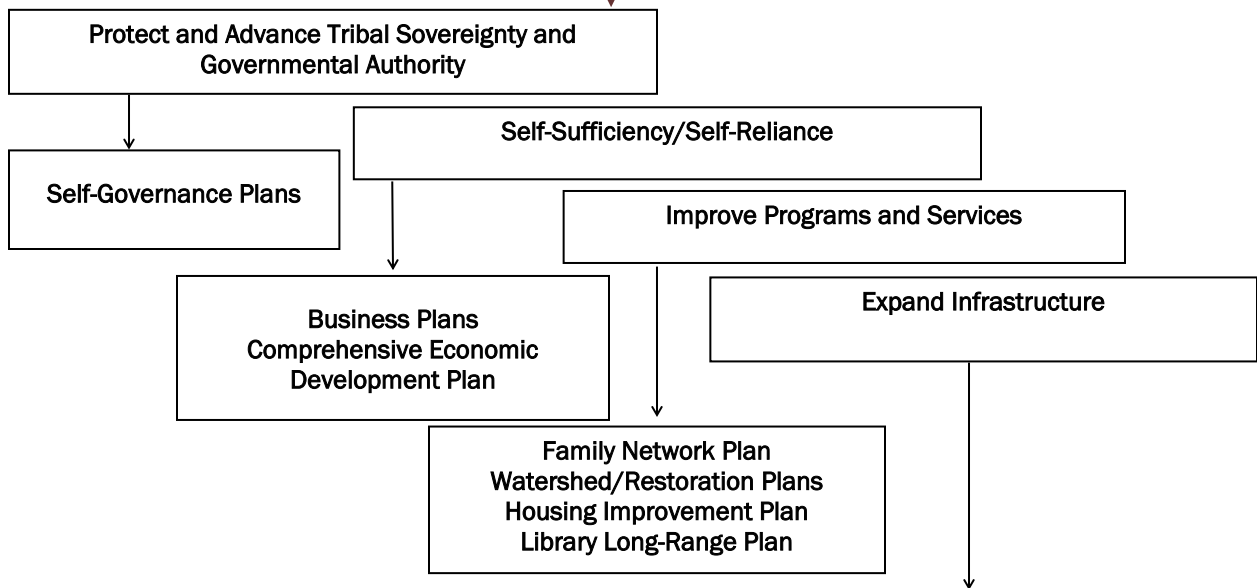 Protect and Advance Tribal Sovereignty and
Governmental Authority
Self-Sufficiency/Self-Reliance
Self-Governance Plans
Improve Programs and Services
Expand Infrastructure
Business Plans
Comprehensive Economic
Development Plan
Family Network Plan
Watershed/Restoration Plans
Housing Improvement Plan
Library Long-Range Plan